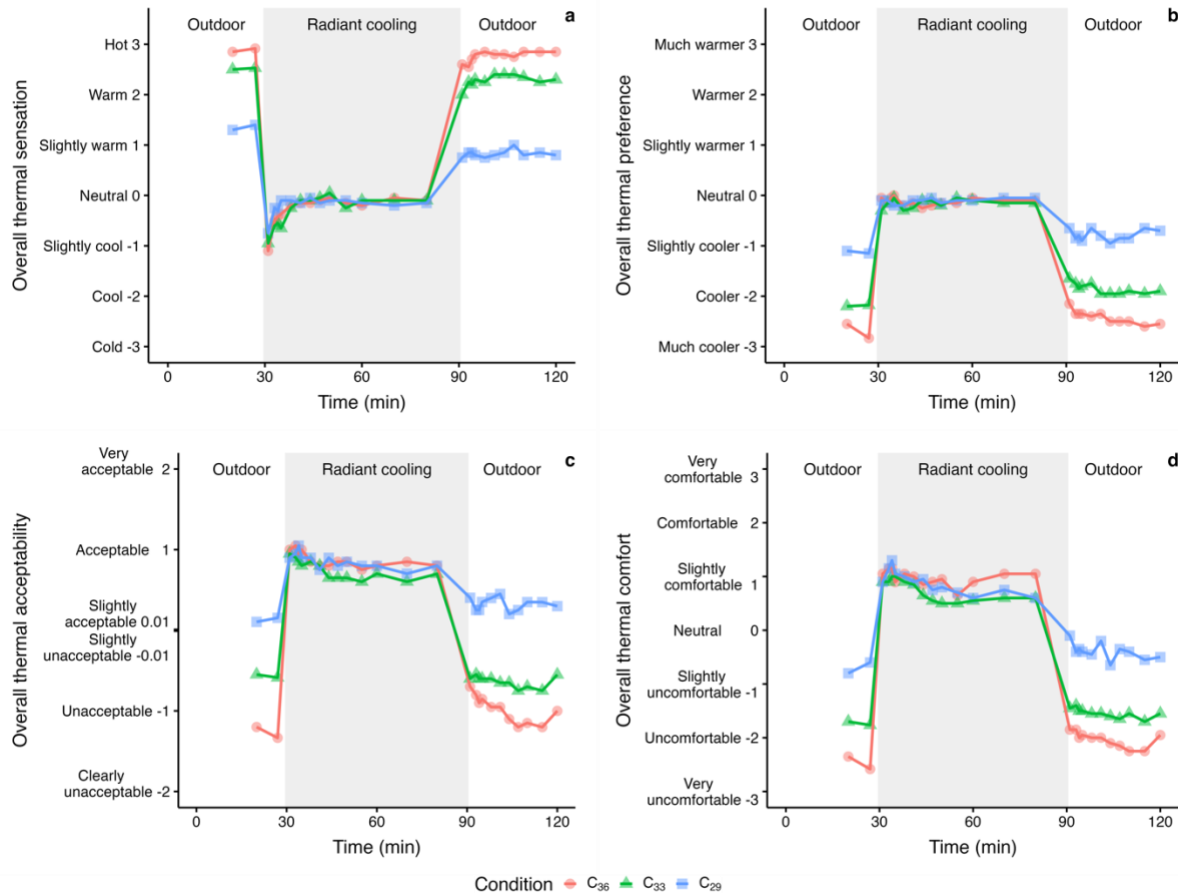 Outdoor Radiant cooling Outdoor a
Hot 3
Warm 2
Slightly warm 1
Neutral 0
Slightly cool -1
Cool -2
Cold -3
Overall thermal sensation
0 30 60 90 120
Time (min)
Outdoor Radiant cooling Outdoor b
Much warmer 3
Warmer 2
Slightly warmer 1
Neutral 0
Slightly cooler -1
Cooler -2
Much cooler -3
Overall thermal preference
0 30 60 90 120
Time (min)
Outdoor Radiant cooling Outdoor c
Very
acceptable 2
Acceptable 1
Slightly
acceptable 0.01
Slightly
unacceptable -0.01
Unacceptable -1
Clearly
unacceptable -2
Overall thermal acceptability
0 30 60 90 120
Time (min)
Outdoor Radiant cooling Outdoor d
Very
comfortable 3
Comfortable 2
Slightly
comfortable 1
Neutral 0
Slightly
uncomfortable -1
Uncomfortable -2
Very
uncomfortable -3
Overall thermal comfort
0 30 60 90 120
Time (min)
Condition C36 C33 C29